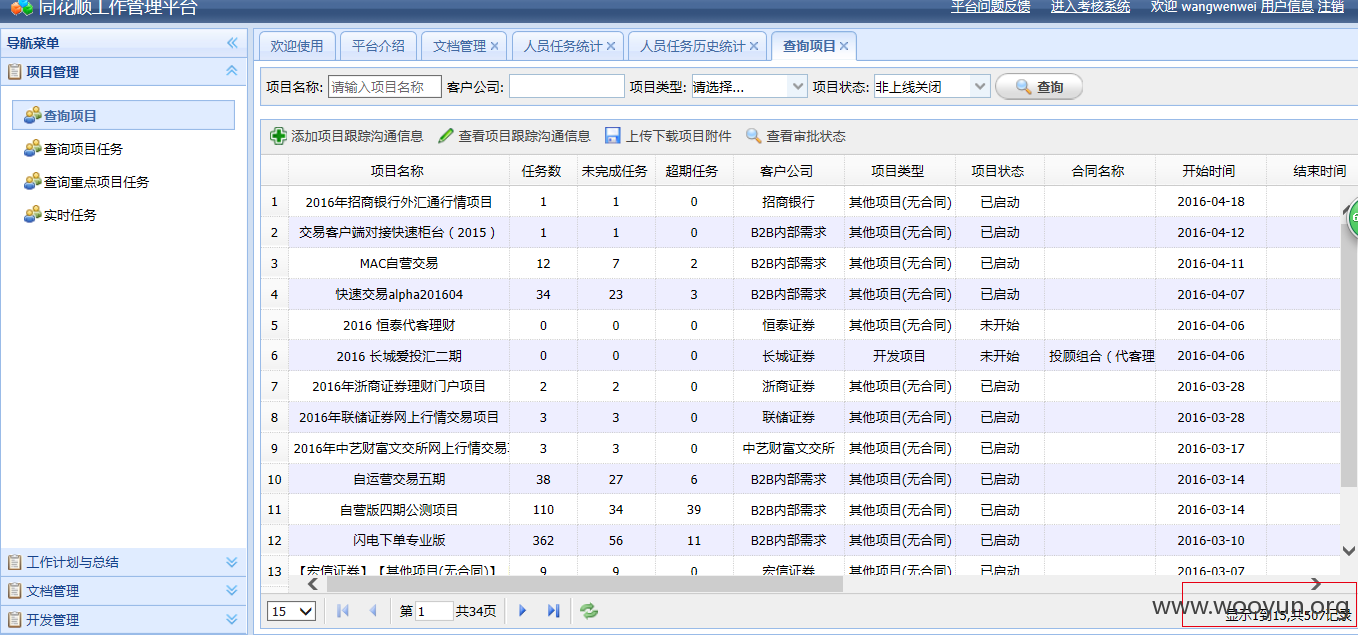 同花顺工作管理平台
平台问题反馈 进入考核系统 欢迎 wangwenwei 用户信息 注销
导航菜单
项目管理
查询项目
查询项目任务
查询重点项目任务
实时任务
工作计划与总结
文档管理
开发管理
欢迎使用 平台介绍 文档管理 人员任务统计 人员任务历史统计 查询项目
项目名称: 请输入项目名称 客户公司: 项目类型: 请选择... 项目状态: 非上线关闭 查询
添加项目跟踪沟通信息 查看项目跟踪沟通信息 上传下载项目附件 查看审批状态
项目名称 任务数 未完成任务 超期任务 客户公司 项目类型 项目状态 合同名称 开始时间 结束时间
1 2016年招商银行外汇通行情项目 1 1 0 招商银行 其他项目(无合同) 已启动 2016-04-18
2 交易客户端对接快速柜台（2015） 1 1 0 B2B内部需求 其他项目(无合同) 已启动 2016-04-12
3 MAC自营交易 12 7 2 B2B内部需求 其他项目(无合同) 已启动 2016-04-11
4 快速交易alpha201604 34 23 3 B2B内部需求 其他项目(无合同) 已启动 2016-04-07
5 2016 恒泰代客理财 0 0 0 恒泰证券 其他项目(无合同) 未开始 2016-04-06
6 2016 长城爱投汇二期 0 0 0 长城证券 开发项目 未开始 投顾组合（代客理 2016-04-06
7 2016年浙商证券理财门户项目 2 2 0 浙商证券 其他项目(无合同) 已启动 2016-03-28
8 2016年联储证券网上行情交易项目 3 3 0 联储证券 其他项目(无合同) 已启动 2016-03-28
9 2016年中艺财富文交所网上行情交易 3 3 0 中艺财富文交所 其他项目(无合同) 已启动 2016-03-17
10 自运营交易五期 38 27 6 B2B内部需求 其他项目(无合同) 已启动 2016-03-14
11 自营版四期公测项目 110 34 39 B2B内部需求 其他项目(无合同) 已启动 2016-03-14
12 闪电下单专业版 362 56 11 B2B内部需求 其他项目(无合同) 已启动 2016-03-10
13 【宏信证券】【其他项目(无合同)】 9 9 0 宏信证券 其他项目(无合同) 已启动 2016-03-07
15 第 1 共34页
显示1到15,共507记录
www.wooyun.org
6